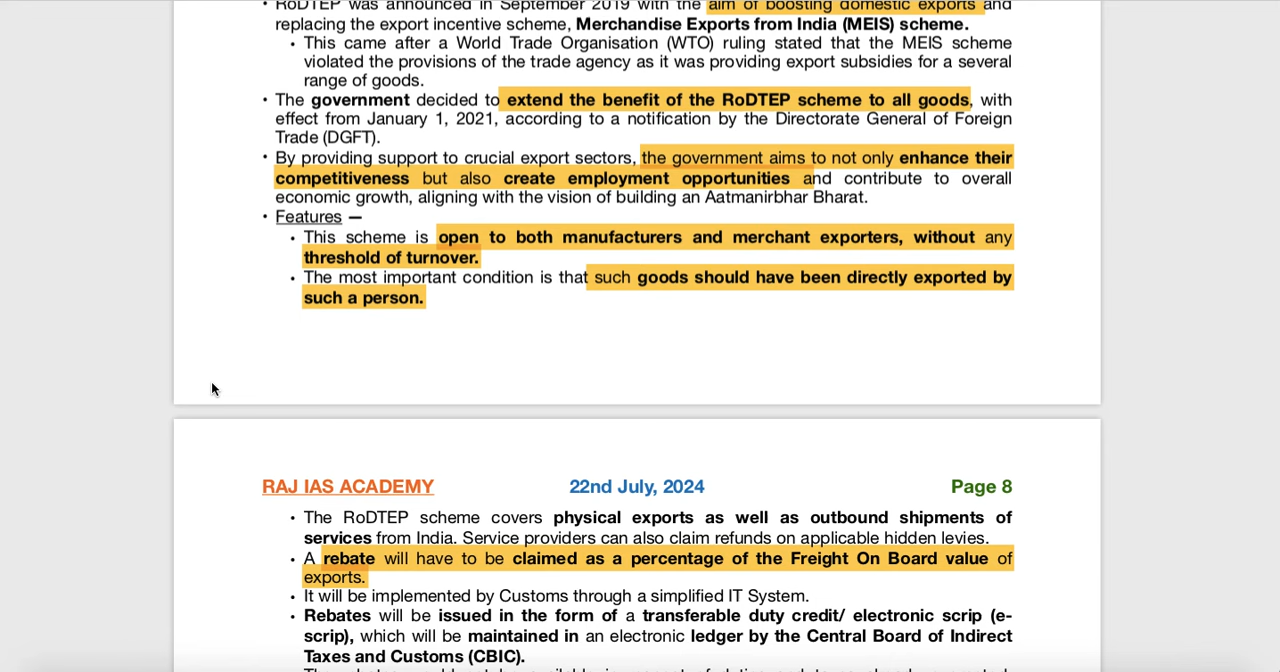 • RoDTEP was announced in September 2019 with the aim of boosting domestic exports and
replacing the export incentive scheme, Merchandise Exports from India (MEIS) scheme.
• This came after a World Trade Organisation (WTO) ruling stated that the MEIS scheme
violated the provisions of the trade agency as it was providing export subsidies for a several
range of goods.
• The government decided to extend the benefit of the RoDTEP scheme to all goods, with
effect from January 1, 2021, according to a notification by the Directorate General of Foreign
Trade (DGFT).
• By providing support to crucial export sectors, the government aims to not only enhance their
competitiveness but also create employment opportunities and contribute to overall
economic growth, aligning with the vision of building an Aatmanirbhar Bharat.
• Features —
• This scheme is open to both manufacturers and merchant exporters, without any
threshold of turnover.
• The most important condition is that such goods should have been directly exported by
such a person.
RAJ IAS ACADEMY 22nd July, 2024 Page 8
• The RoDTEP scheme covers physical exports as well as outbound shipments of
services from India. Service providers can also claim refunds on applicable hidden levies.
• A rebate will have to be claimed as a percentage of the Freight On Board value of
exports.
• It will be implemented by Customs through a simplified IT System.
• Rebates will be issued in the form of a transferable duty credit/ electronic scrip (e-
scrip), which will be maintained in an electronic ledger by the Central Board of Indirect
Taxes and Customs (CBIC).